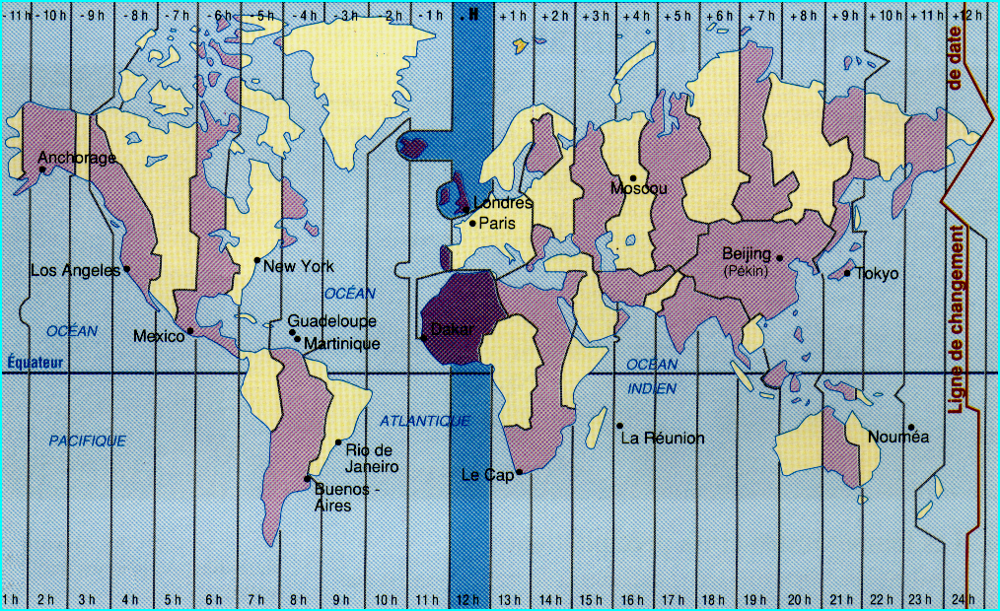 -11 h - 10 h - 9 h - 8 h - 7 h - 6 h - 5 h - 4 h - 3 h - 2 h - 1 h . H + 1 h + 2 h + 3 h + 4 h + 5 h + 6 h + 7 h + 8 h + 9 h + 10 h + 11 h +12 h
Ligne de changement de date
Anchorage
Moscou
Londres
Paris
Beijing
(Pékin)
Los Angeles
New York
Tokyo
OCÉAN
Guadeloupe
OCÉAN
Mexico
Martinique
Dakar
Équateur
OCÉAN
INDIEN
PACIFIQUE
ATLANTIQUE
La Réunion
Nouméa
Rio de
Janeiro
Le Cap
Buenos -
Aires
1 h 2 h 3 h 4 h 5 h 6 h 7 h 8 h 9 h 10 h 11 h 12 h 13 h 14 h 15 h 16 h 17 h 18 h 19 h 20 h 21 h 22 h 23 h 24 h